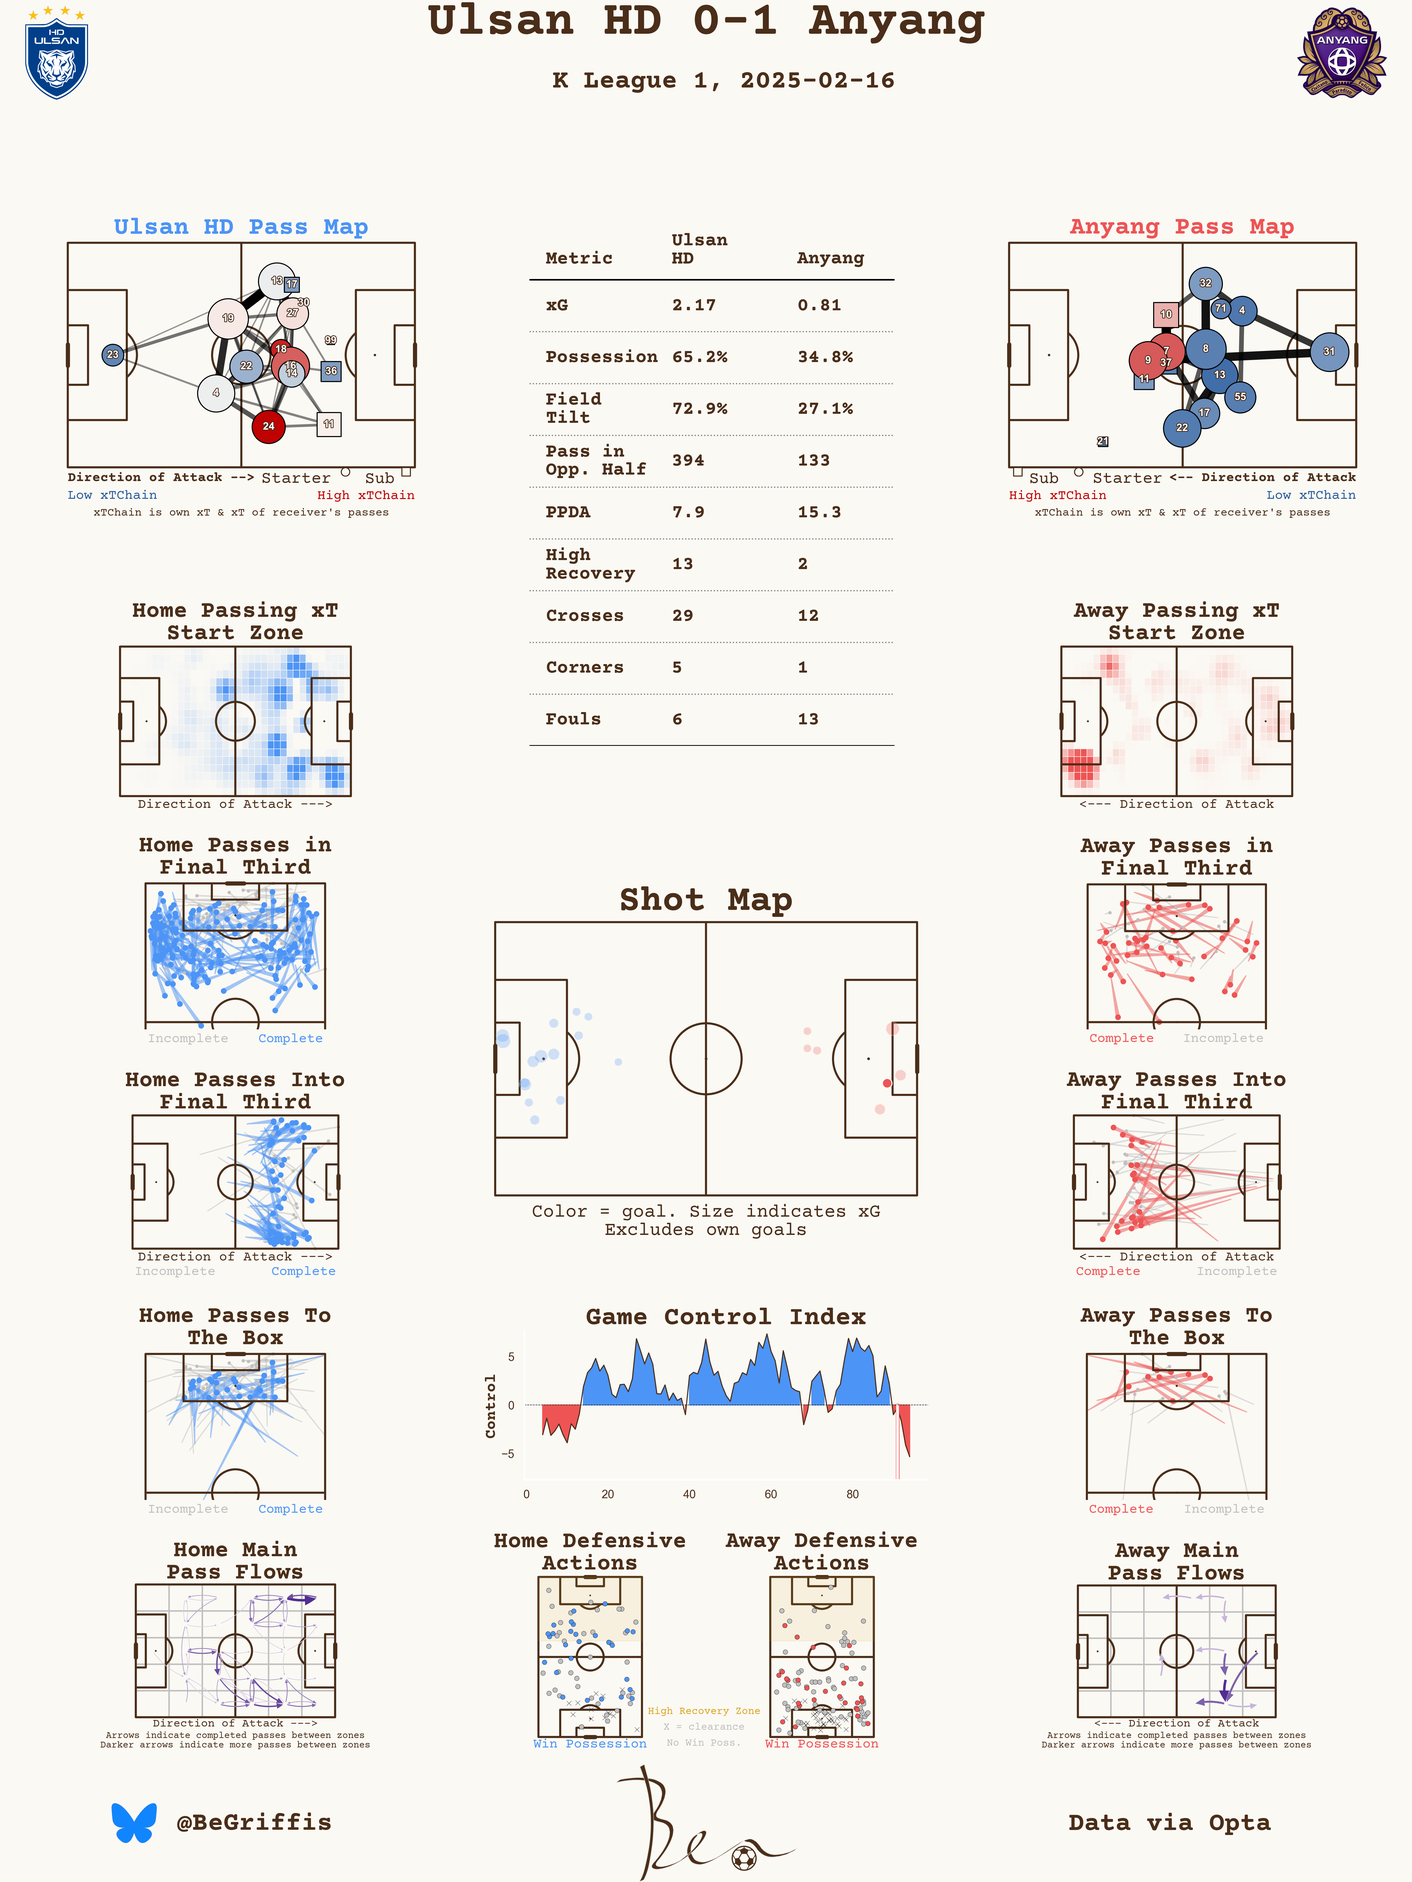 Ulsan HD 0-1 Anyang
HD
ULSAN
ANYANG
K League 1, 2025-02-16
Ulsan HD Pass Map
13
17
30
27
19
99
18
23
22
16
14
36
4
24
11
Direction of Attack --> Starter Sub
Low xTChain High xTChain
xTChain is own xT & xT of receiver's passes
Metric Ulsan HD Anyang
xG 2.17 0.81
Possession 65.2% 34.8%
Field Tilt 72.9% 27.1%
Pass in Opp. Half 394 133
PPDA 7.9 15.3
High Recovery 13 2
Crosses 29 12
Corners 5 1
Fouls 6 13
Anyang Pass Map
32
71
4
10
7
8
31
9
37
11
13
55
17
22
21
Sub Starter <-- Direction of Attack
High xTChain Low xTChain
xTChain is own xT & xT of receiver's passes
Home Passing xT
Start Zone
Direction of Attack --->
Away Passing xT
Start Zone
<--- Direction of Attack
Home Passes in
Final Third
Incomplete Complete
Away Passes in
Final Third
Complete Incomplete
Shot Map
Color = goal. Size indicates xG
Excludes own goals
Home Passes Into
Final Third
Direction of Attack --->
Incomplete Complete
Away Passes Into
Final Third
<--- Direction of Attack
Complete Incomplete
Home Passes To
The Box
Incomplete Complete
Game Control Index
Control
5
0
−5
0 20 40 60 80
Away Passes To
The Box
Complete Incomplete
Home Main
Pass Flows
Direction of Attack --->
Arrows indicate completed passes between zones
Darker arrows indicate more passes between zones
Home Defensive
Actions
Win Possession
Away Defensive
Actions
Win Possession
High Recovery Zone
X = clearance
No Win Poss.
Away Main
Pass Flows
<--- Direction of Attack
Arrows indicate completed passes between zones
Darker arrows indicate more passes between zones
@BeGriffis
Ben
Data via Opta